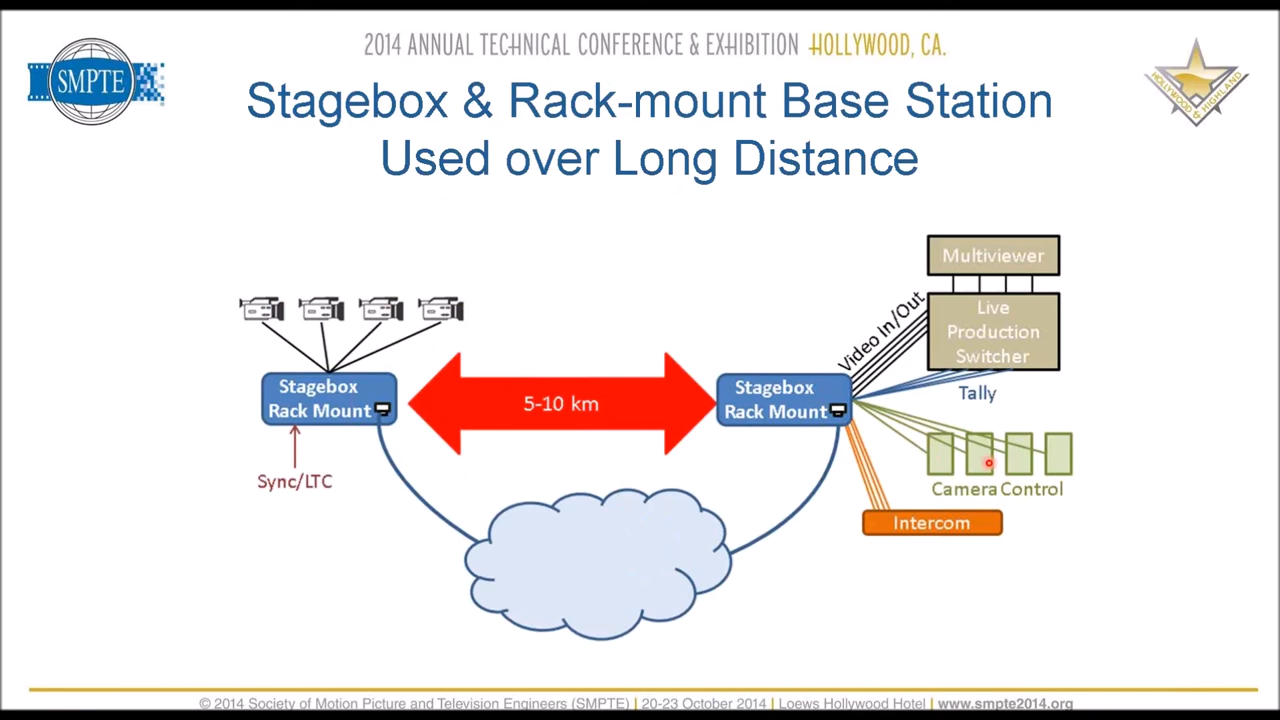 2014 ANNUAL TECHNICAL CONFERENCE & EXHIBITION HOLLYWOOD, CA.
SMPTE
HOLLYWOOD & HIGHLAND
Stagebox & Rack-mount Base Station
Used over Long Distance
Multiviewer
Live
Production
Switcher
Video In/Out
Tally
Stagebox
Rack Mount
5-10 km
Stagebox
Rack Mount
Sync/LTC
Camera Control
Intercom
© 2014 Society of Motion Picture and Television Engineers (SMPTE) | 20-23 October 2014 | Loews Hollywood Hotel | www.smpte2014.org